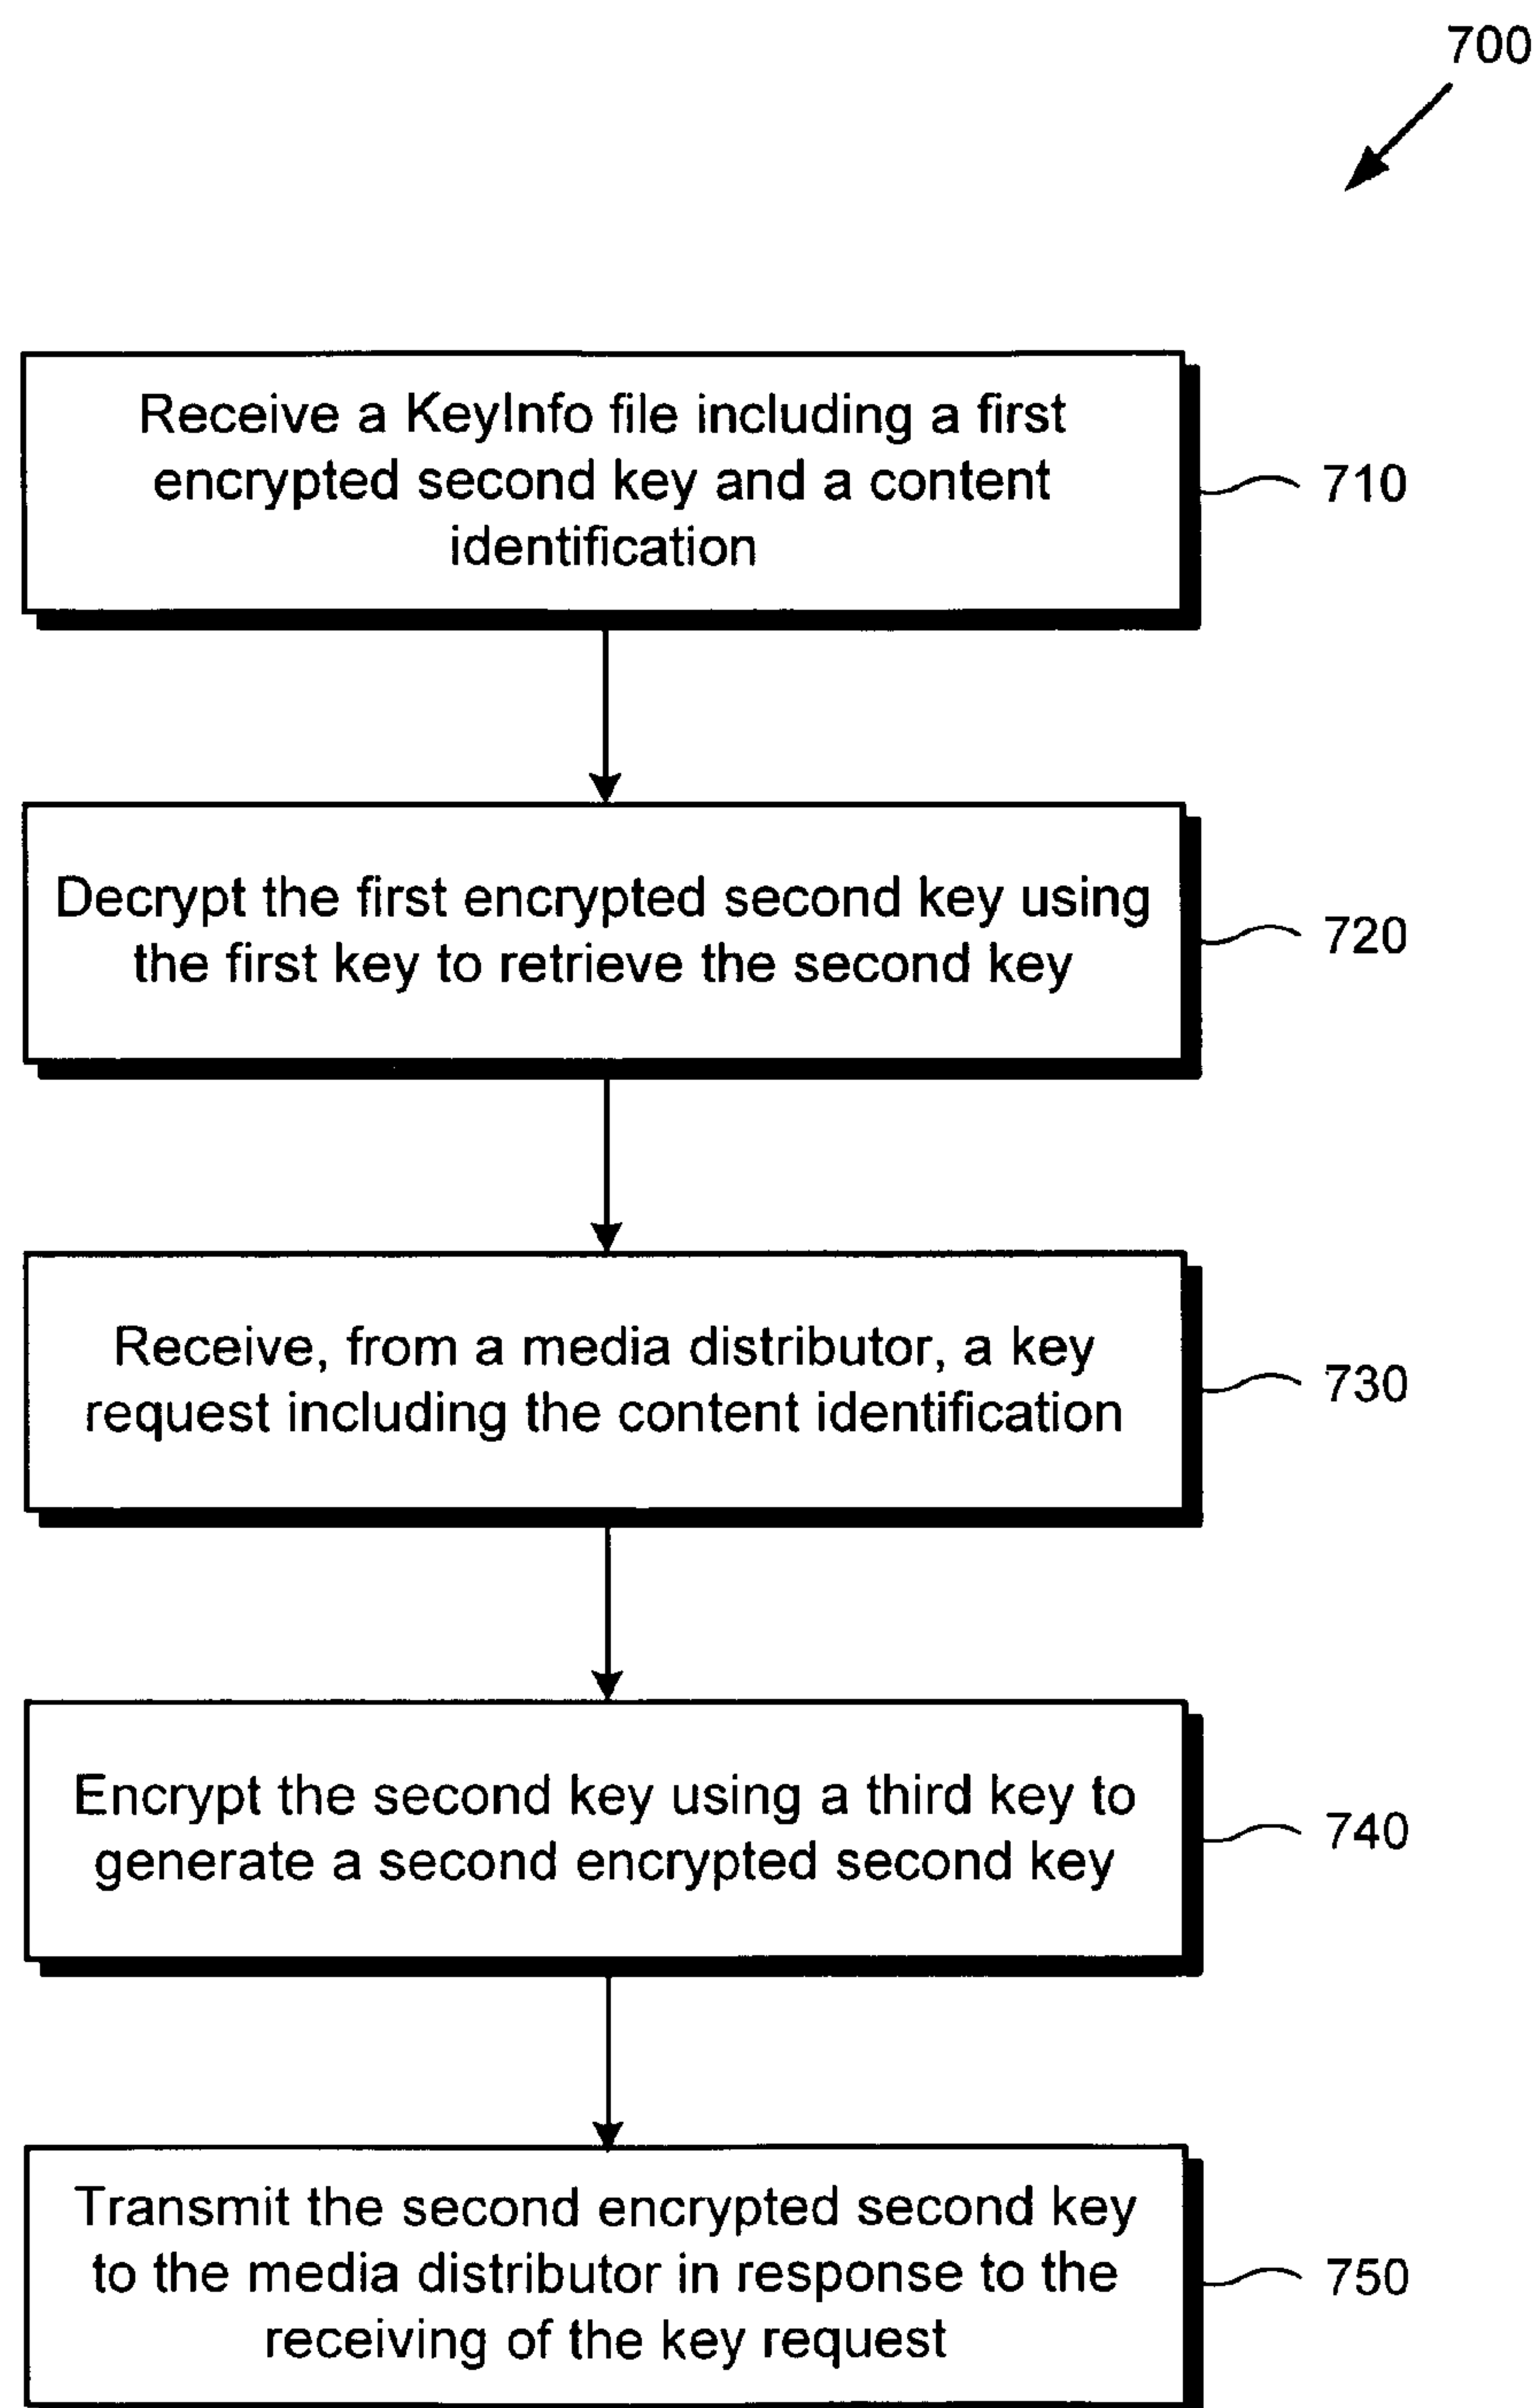 700
Receive a KeyInfo file including a first
encrypted second key and a content
identification
710
Decrypt the first encrypted second key using
the first key to retrieve the second key
720
Receive, from a media distributor, a key
request including the content identification
730
Encrypt the second key using a third key to
generate a second encrypted second key
740
Transmit the second encrypted second key
to the media distributor in response to the
receiving of the key request
750